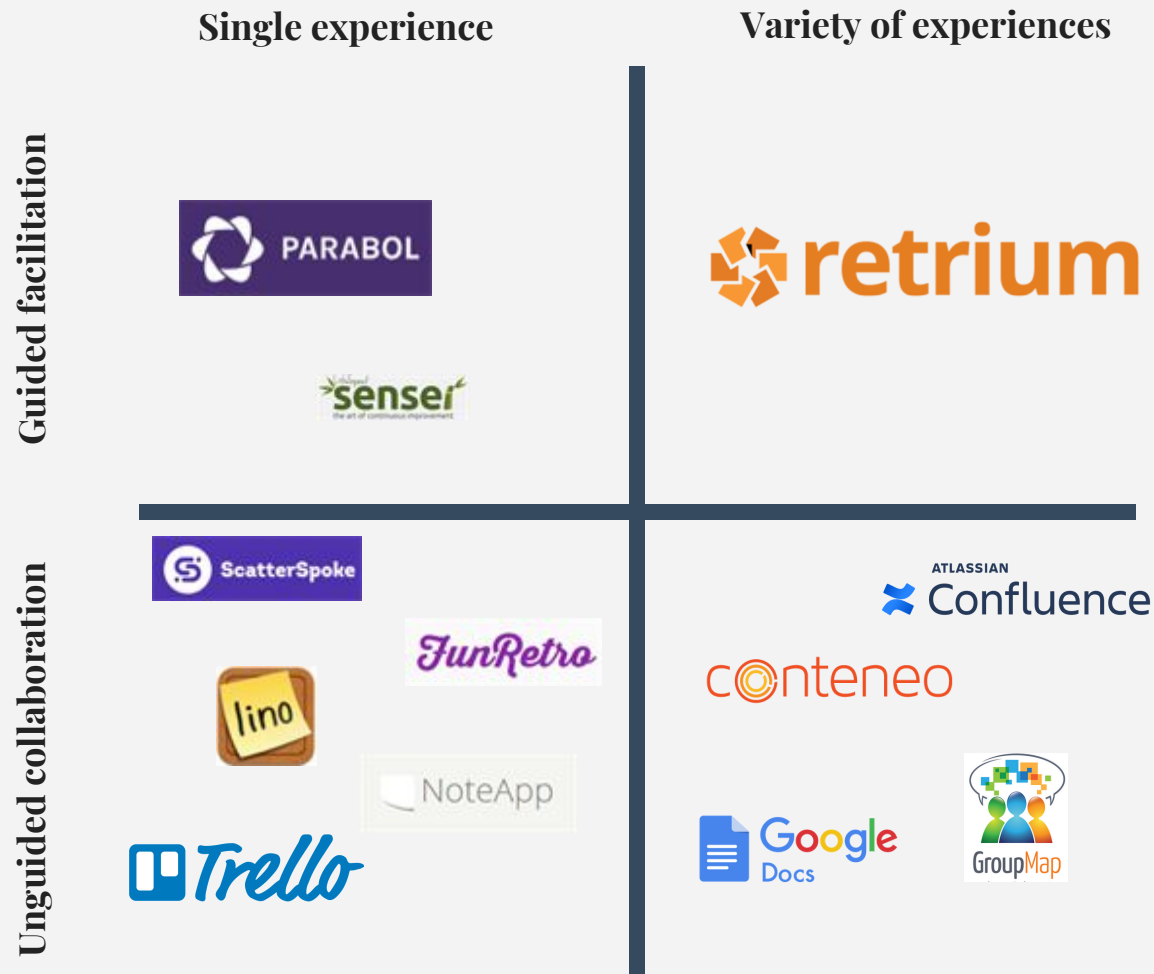 Single experience
Variety of experiences
Guided facilitation
PARABOL
retrium
sensei
the art of continuous improvement
Unguided collaboration
ScatterSpoke
ATLASSIAN
Confluence
FunRetro
conteneo
lino
NoteApp
Google
Docs
GroupMap
Trello